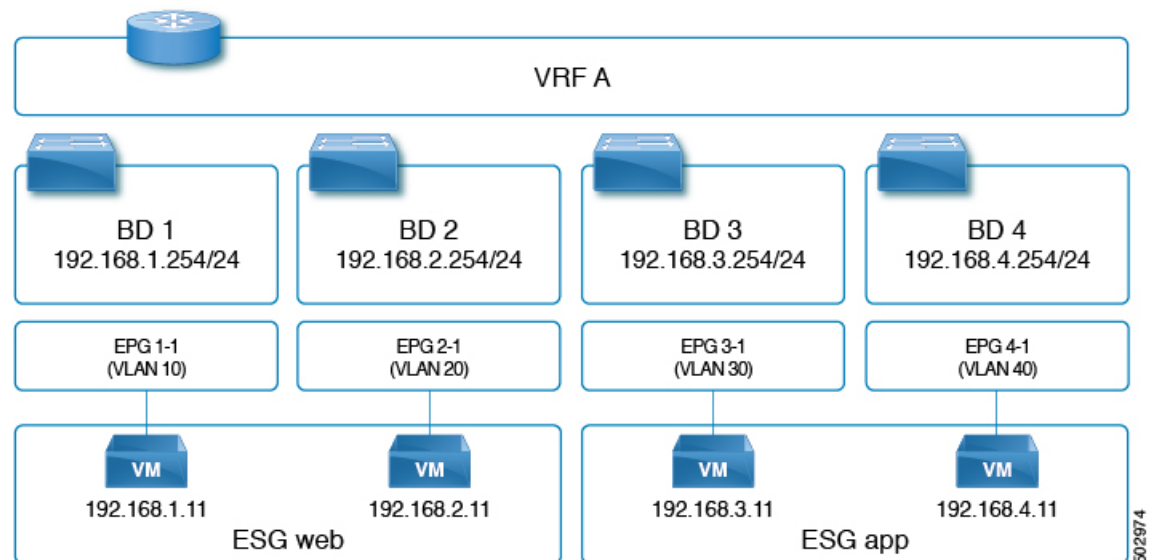 VRF A
BD 1
192.168.1.254/24
BD 2
192.168.2.254/24
BD 3
192.168.3.254/24
BD 4
192.168.4.254/24
EPG 1-1
(VLAN 10)
EPG 2-1
(VLAN 20)
EPG 3-1
(VLAN 30)
EPG 4-1
(VLAN 40)
VM
192.168.1.11
VM
192.168.2.11
ESG web
VM
192.168.3.11
VM
192.168.4.11
ESG app
502974